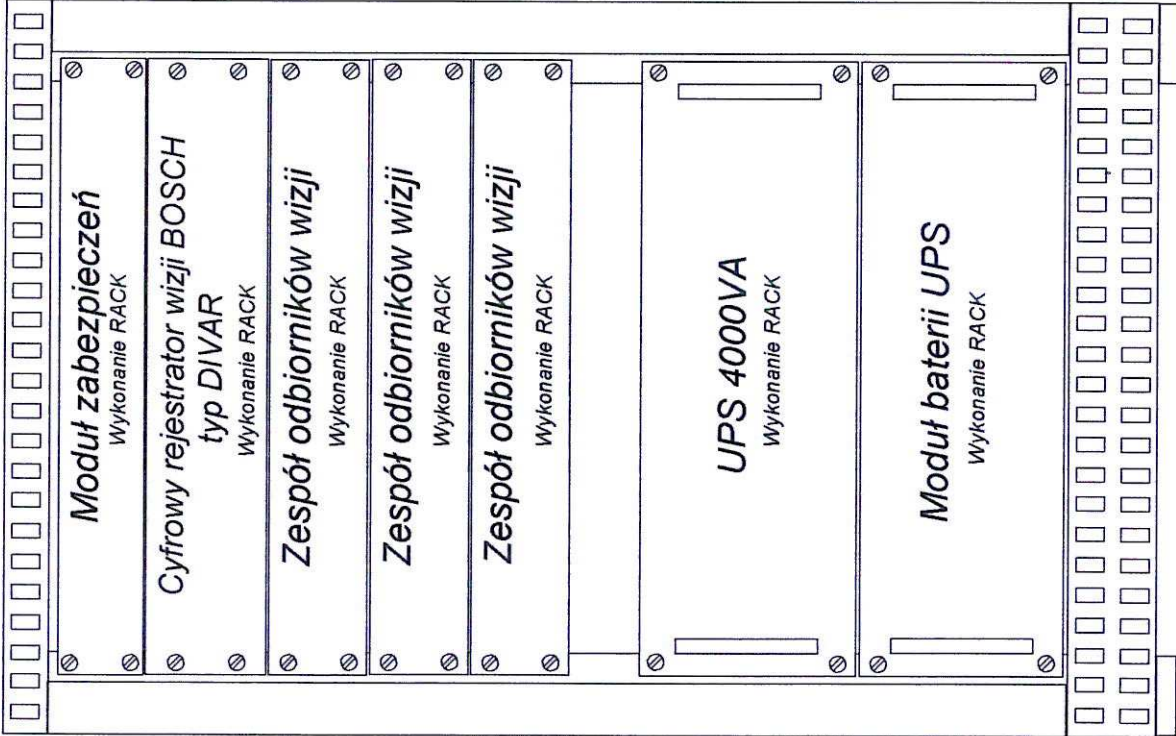 Moduł zabezpieczeń
Wykonanie RACK
Cyfrowy rejestrator wizji BOSCH
typ DIVAR
Wykonanie RACK
Zespół odbiorników wizji
Wykonanie RACK
Zespół odbiorników wizji
Wykonanie RACK
Zespół odbiorników wizji
Wykonanie RACK
UPS 4000VA
Wykonanie RACK
Moduł baterii UPS
Wykonanie RACK